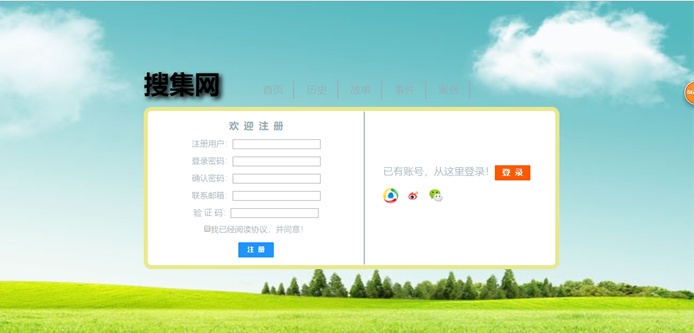 搜集网
首页 历史 故事 事件
欢 迎 注 册
注册用户:
登录密码:
确认密码:
联系邮箱:
验 证 码:
我已经阅读协议，并同意！
注 册
已有账号，从这里登录！ 登 录